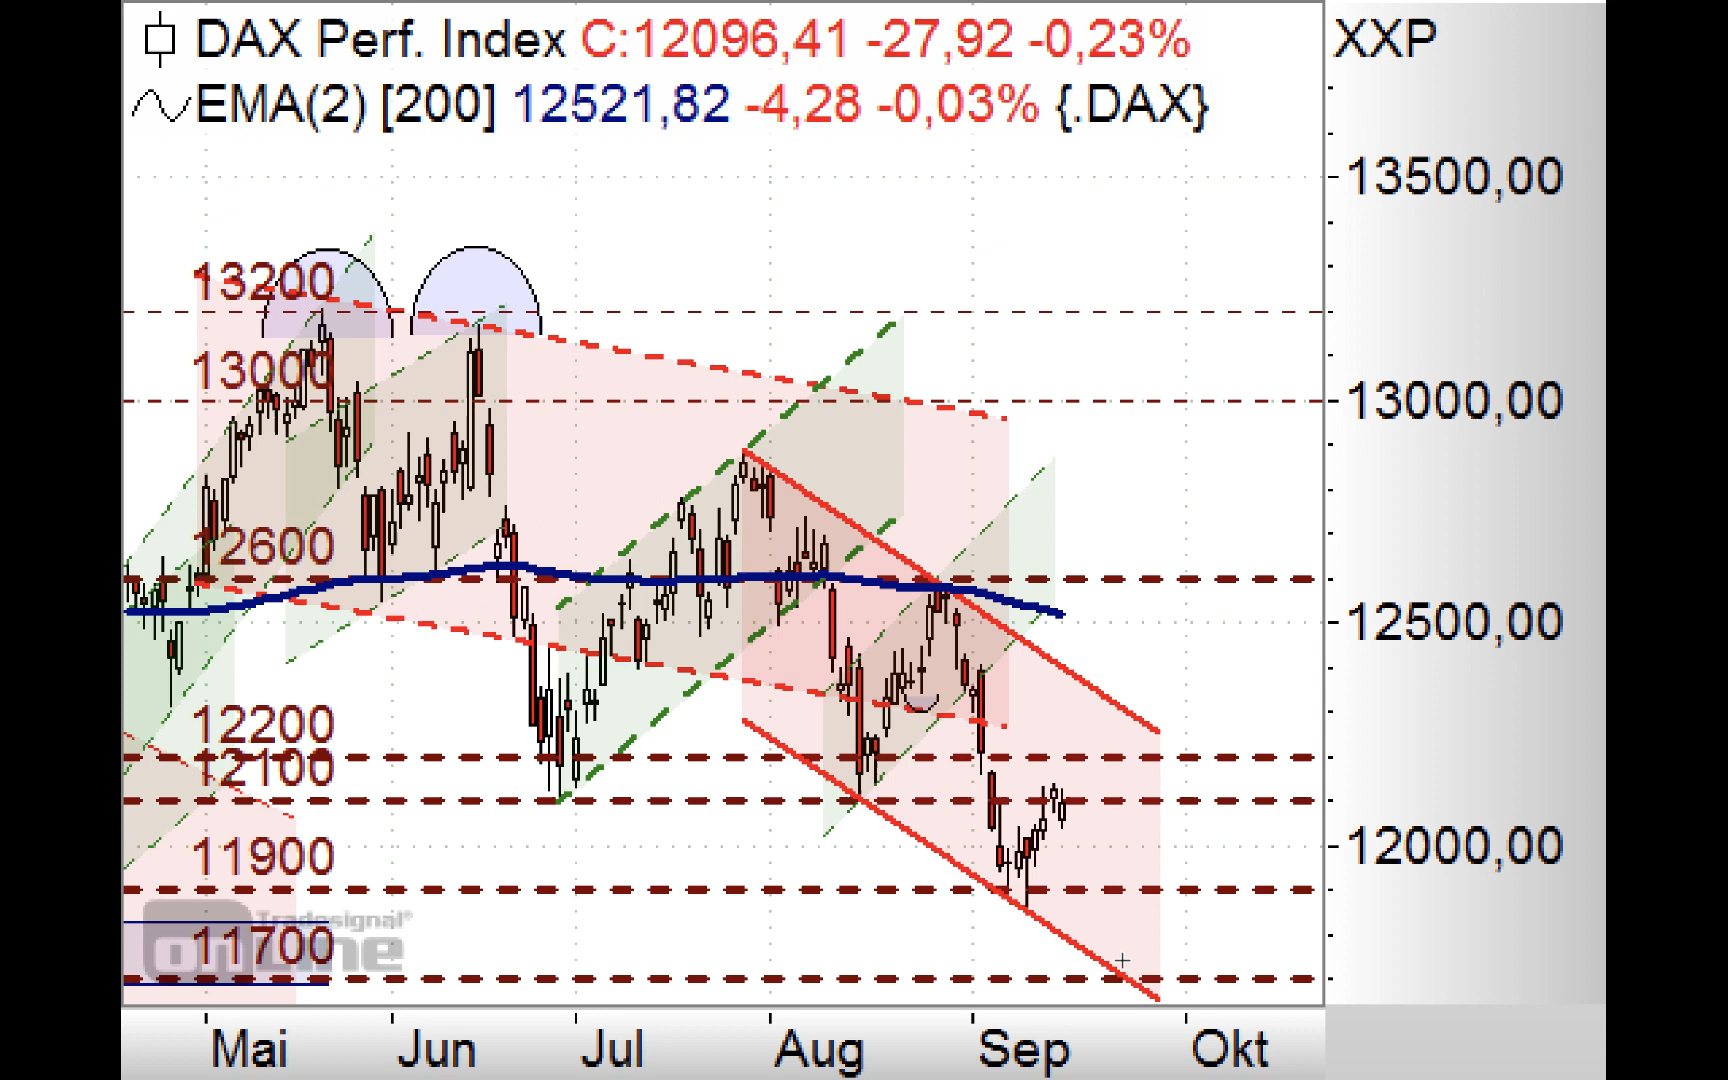 DAX Perf. Index C:12096,41 -27,92 -0,23%
XXP
EMA(2) [200] 12521,82 -4,28 -0,03% {.DAX}
13500,00
13200
13000
13000,00
12600
12500,00
12200
12100
11900
12000,00
Tradesignal®
online
11700
Mai Jun Jul Aug Sep Okt